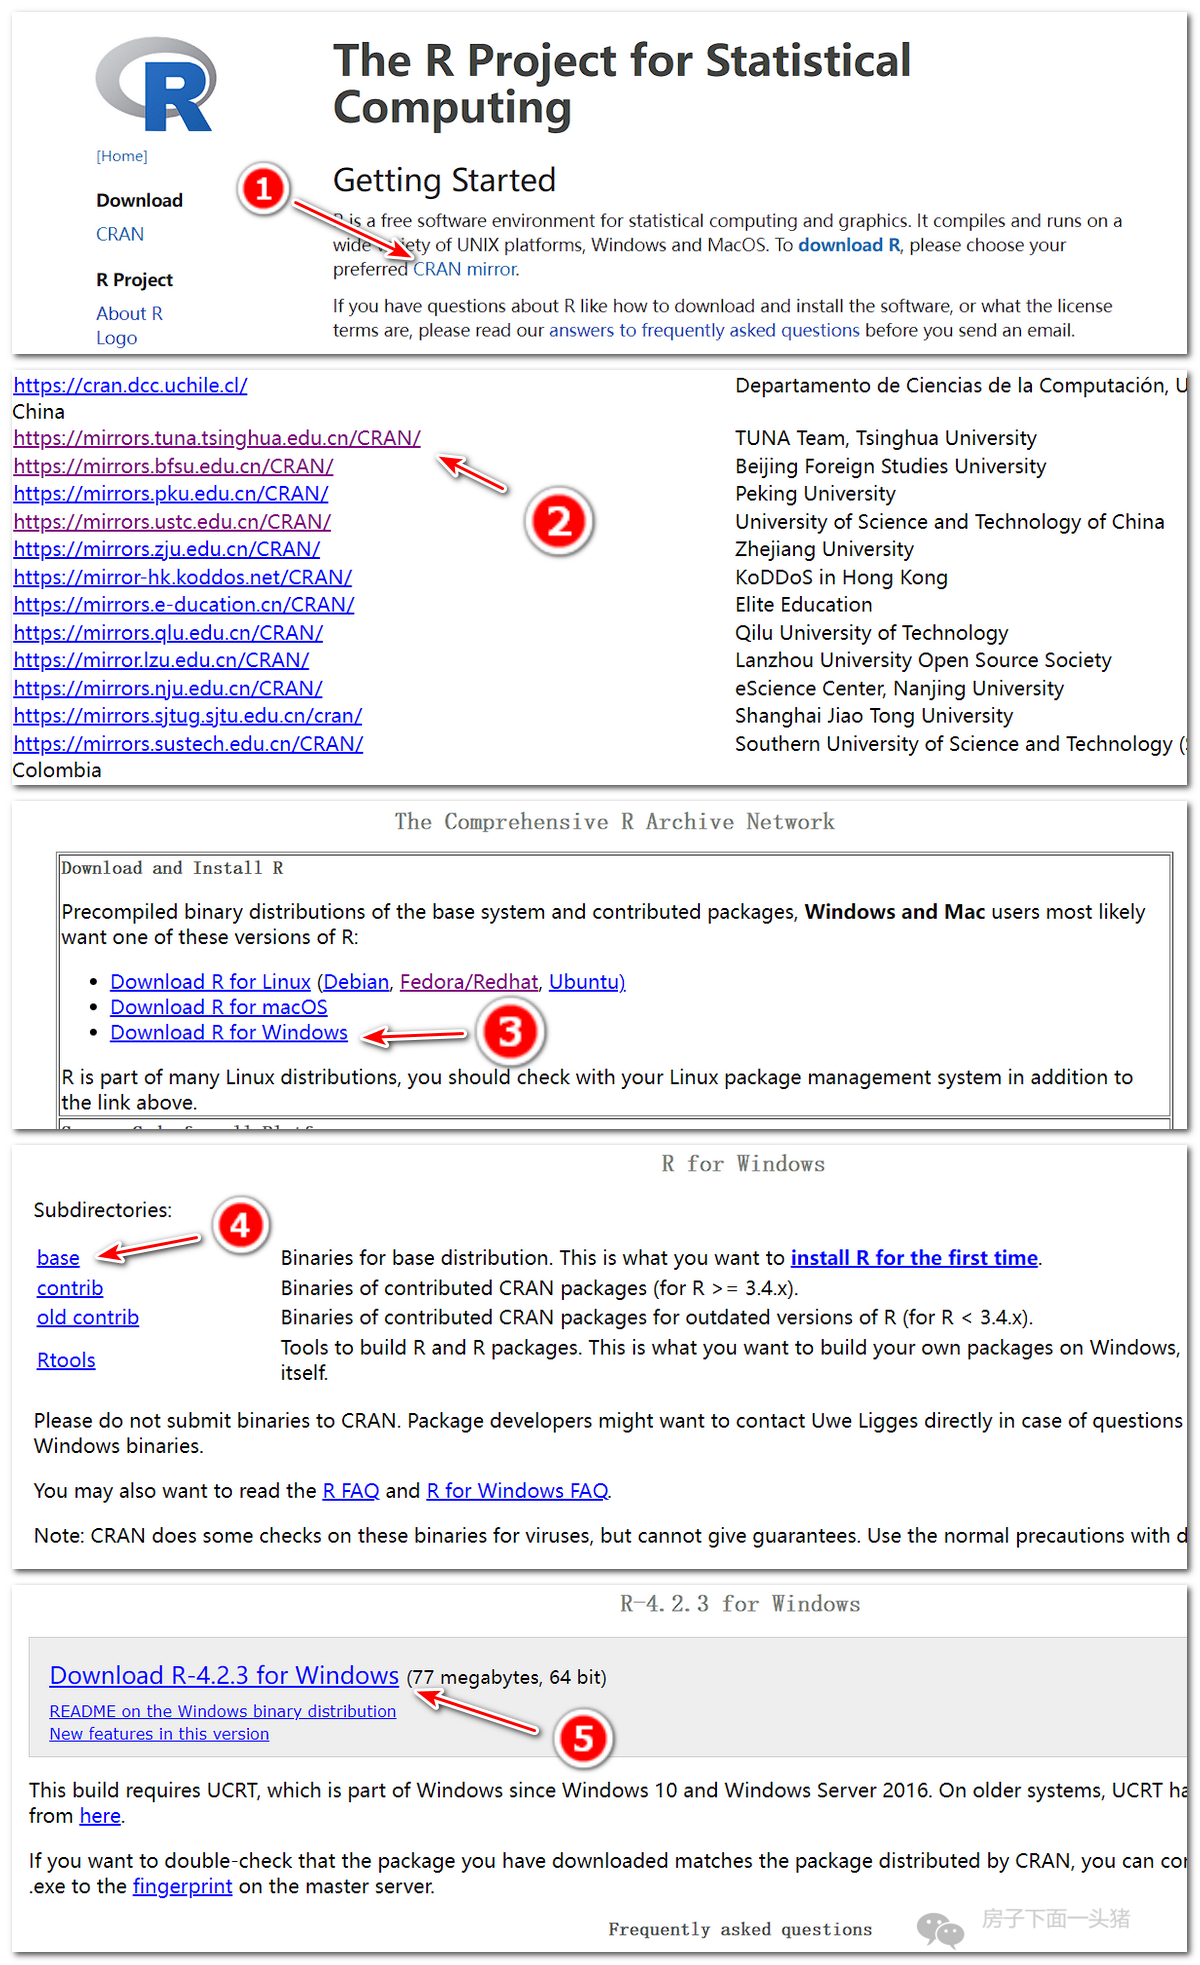 R
The R Project for Statistical
Computing
[Home]
Download
CRAN
R Project
About R
Logo
1
Getting Started
R is a free software environment for statistical computing and graphics. It compiles and runs on a
wide variety of UNIX platforms, Windows and MacOS. To download R, please choose your
preferred CRAN mirror.
If you have questions about R like how to download and install the software, or what the license
terms are, please read our answers to frequently asked questions before you send an email.
https://cran.dcc.uchile.cl/ Departamento de Ciencias de la Computación, U
China
https://mirrors.tuna.tsinghua.edu.cn/CRAN/ TUNA Team, Tsinghua University
https://mirrors.bfsu.edu.cn/CRAN/ Beijing Foreign Studies University
https://mirrors.pku.edu.cn/CRAN/ Peking University
https://mirrors.ustc.edu.cn/CRAN/ University of Science and Technology of China
2
https://mirrors.zju.edu.cn/CRAN/ Zhejiang University
https://mirror-hk.koddos.net/CRAN/ KoDDoS in Hong Kong
https://mirrors.e-ducation.cn/CRAN/ Elite Education
https://mirrors.qlu.edu.cn/CRAN/ Qilu University of Technology
https://mirror.lzu.edu.cn/CRAN/ Lanzhou University Open Source Society
https://mirrors.nju.edu.cn/CRAN/ eScience Center, Nanjing University
https://mirrors.sjtug.sjtu.edu.cn/cran/ Shanghai Jiao Tong University
https://mirrors.sustech.edu.cn/CRAN/ Southern University of Science and Technology (
Colombia
The Comprehensive R Archive Network
Download and Install R
Precompiled binary distributions of the base system and contributed packages, Windows and Mac users most likely
want one of these versions of R:
• Download R for Linux (Debian, Fedora/Redhat, Ubuntu)
• Download R for macOS
• Download R for Windows
3
R is part of many Linux distributions, you should check with your Linux package management system in addition to
the link above.
R for Windows
Subdirectories:
4
base Binaries for base distribution. This is what you want to install R for the first time.
contrib Binaries of contributed CRAN packages (for R >= 3.4.x).
old contrib Binaries of contributed CRAN packages for outdated versions of R (for R < 3.4.x).
Rtools Tools to build R and R packages. This is what you want to build your own packages on Windows,
itself.
Please do not submit binaries to CRAN. Package developers might want to contact Uwe Ligges directly in case of questions
Windows binaries.
You may also want to read the R FAQ and R for Windows FAQ.
Note: CRAN does some checks on these binaries for viruses, but cannot give guarantees. Use the normal precautions with d
R-4.2.3 for Windows
Download R-4.2.3 for Windows (77 megabytes, 64 bit)
README on the Windows binary distribution
New features in this version
5
This build requires UCRT, which is part of Windows since Windows 10 and Windows Server 2016. On older systems, UCRT ha
from here.
If you want to double-check that the package you have downloaded matches the package distributed by CRAN, you can co
.exe to the fingerprint on the master server.
Frequently asked questions
房子下面一头猪